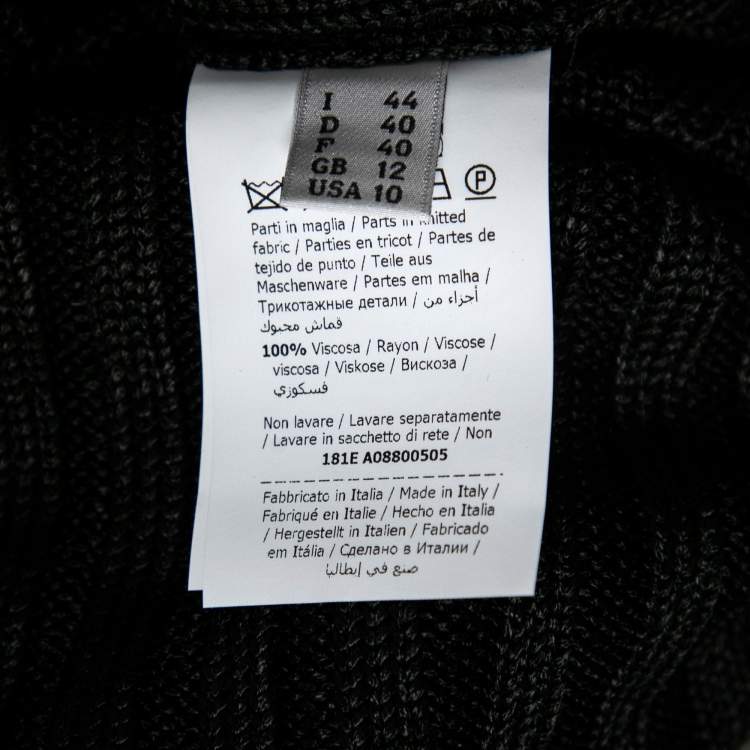 I 44
D 40
F 40
GB 12
USA 10
P
Parti in maglia / Parts in knitted
fabric / Parties en tricot / Partes de
tejido de punto / Teile aus
Maschenware / Partes em malha /
Трикотажные детали / أجزاء من
قماش محبوك
100% Viscosa / Rayon / Viscose /
viscosa / Viskose / Вискоза /
فسكوزي
Non lavare / Lavare separatamente
/ Lavare in sacchetto di rete / Non
181E A08800505
Fabbricato in Italia / Made in Italy /
Fabriqué en Italie / Hecho en Italia
/ Hergestellt in Italien / Fabricado
em Itália / Сделано в Италии /
صنع في إيطاليا